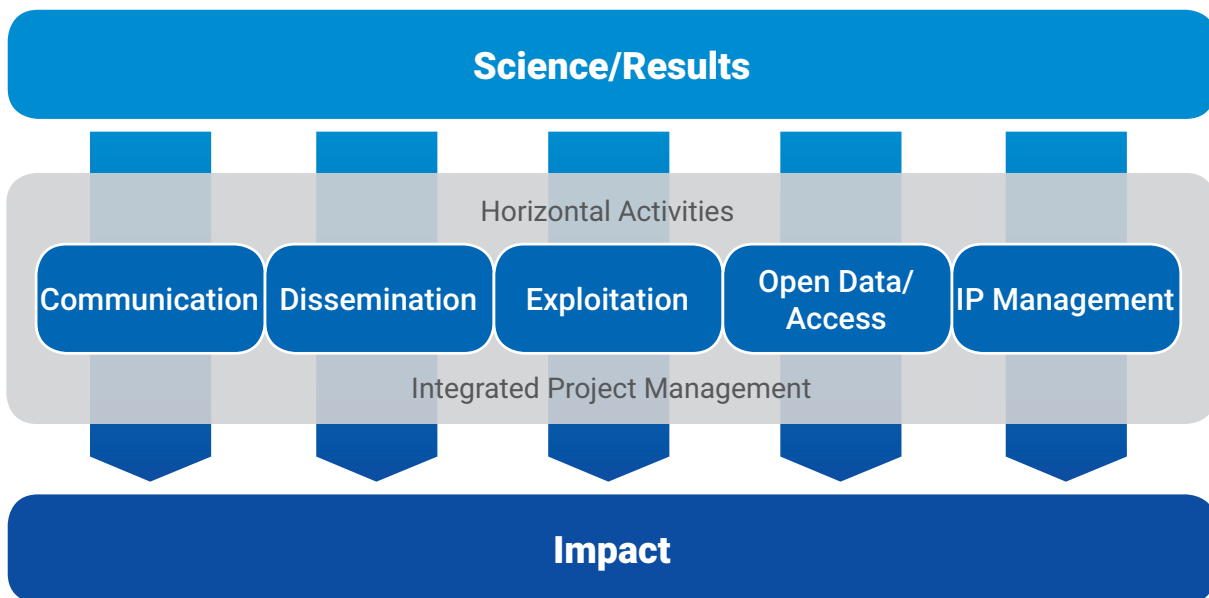 Science/Results
Horizontal Activities
Communication
Dissemination
Exploitation
Open Data/
Access
IP Management
Integrated Project Management
Impact